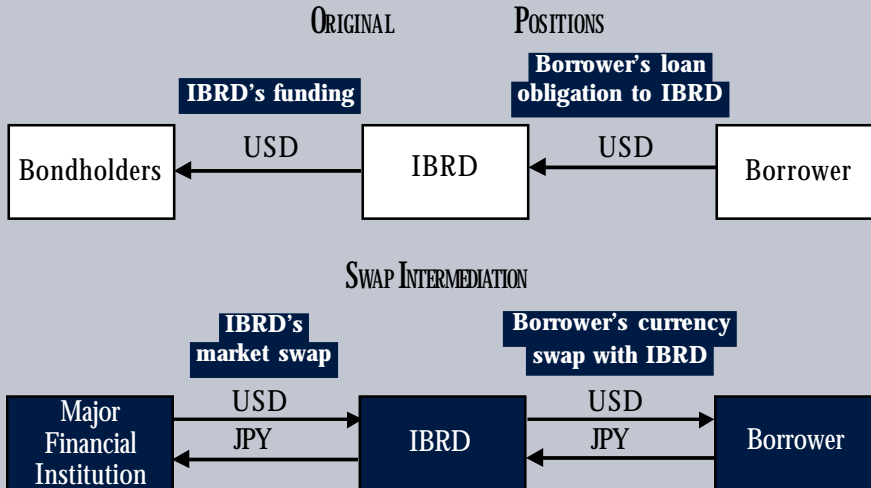 ORIGINAL POSITIONS
IBRD's funding
Borrower's loan
obligation to IBRD
Bondholders
USD
IBRD
USD
Borrower
SWAP INTERMEDIATION
IBRD's
market swap
Borrower's currency
swap with IBRD
Major
Financial
Institution
USD
JPY
IBRD
USD
JPY
Borrower